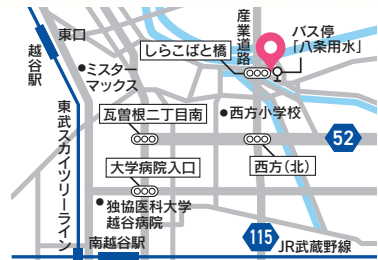 越谷駅
東口
産業道路
バス停
「八条用水」
しらこばと橋
ミスター
マックス
瓦曽根二丁目南
西方小学校
52
東武スカイツリーライン
大学病院入口
西方(北)
独協医科大学
越谷病院
115
南越谷駅
JR武蔵野線